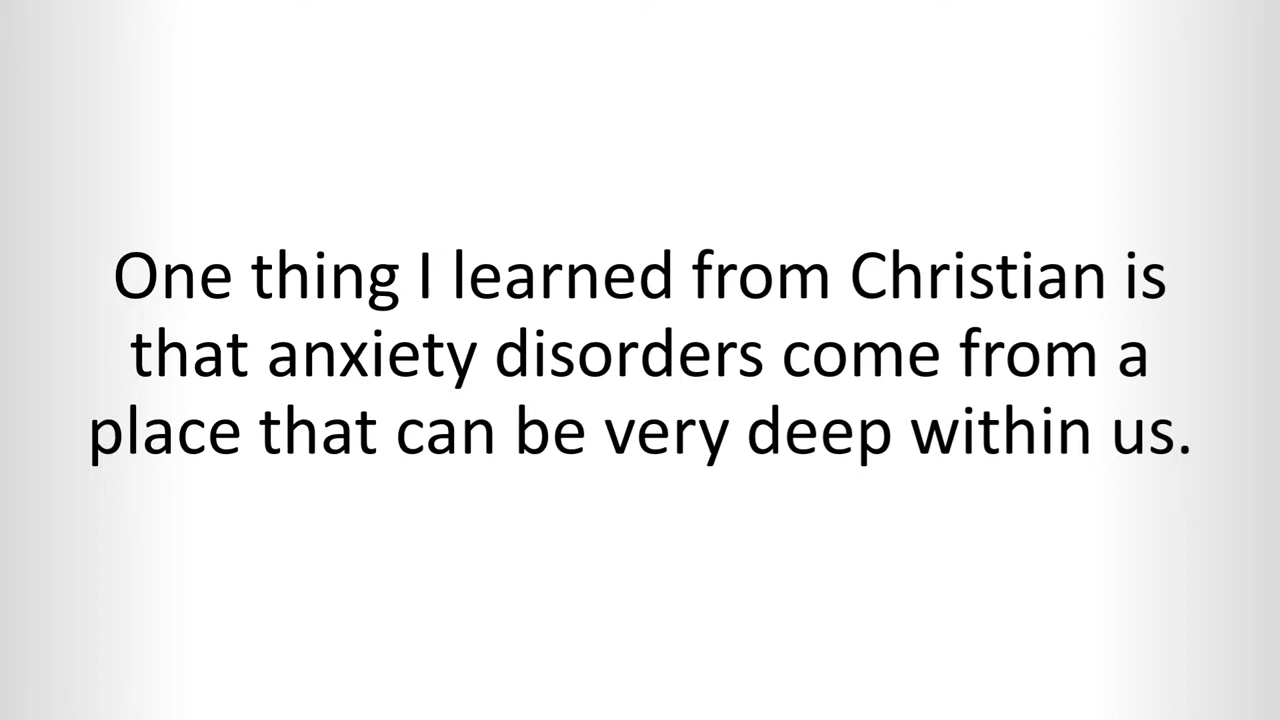 One thing I learned from Christian is
that anxiety disorders come from a
place that can be very deep within us.